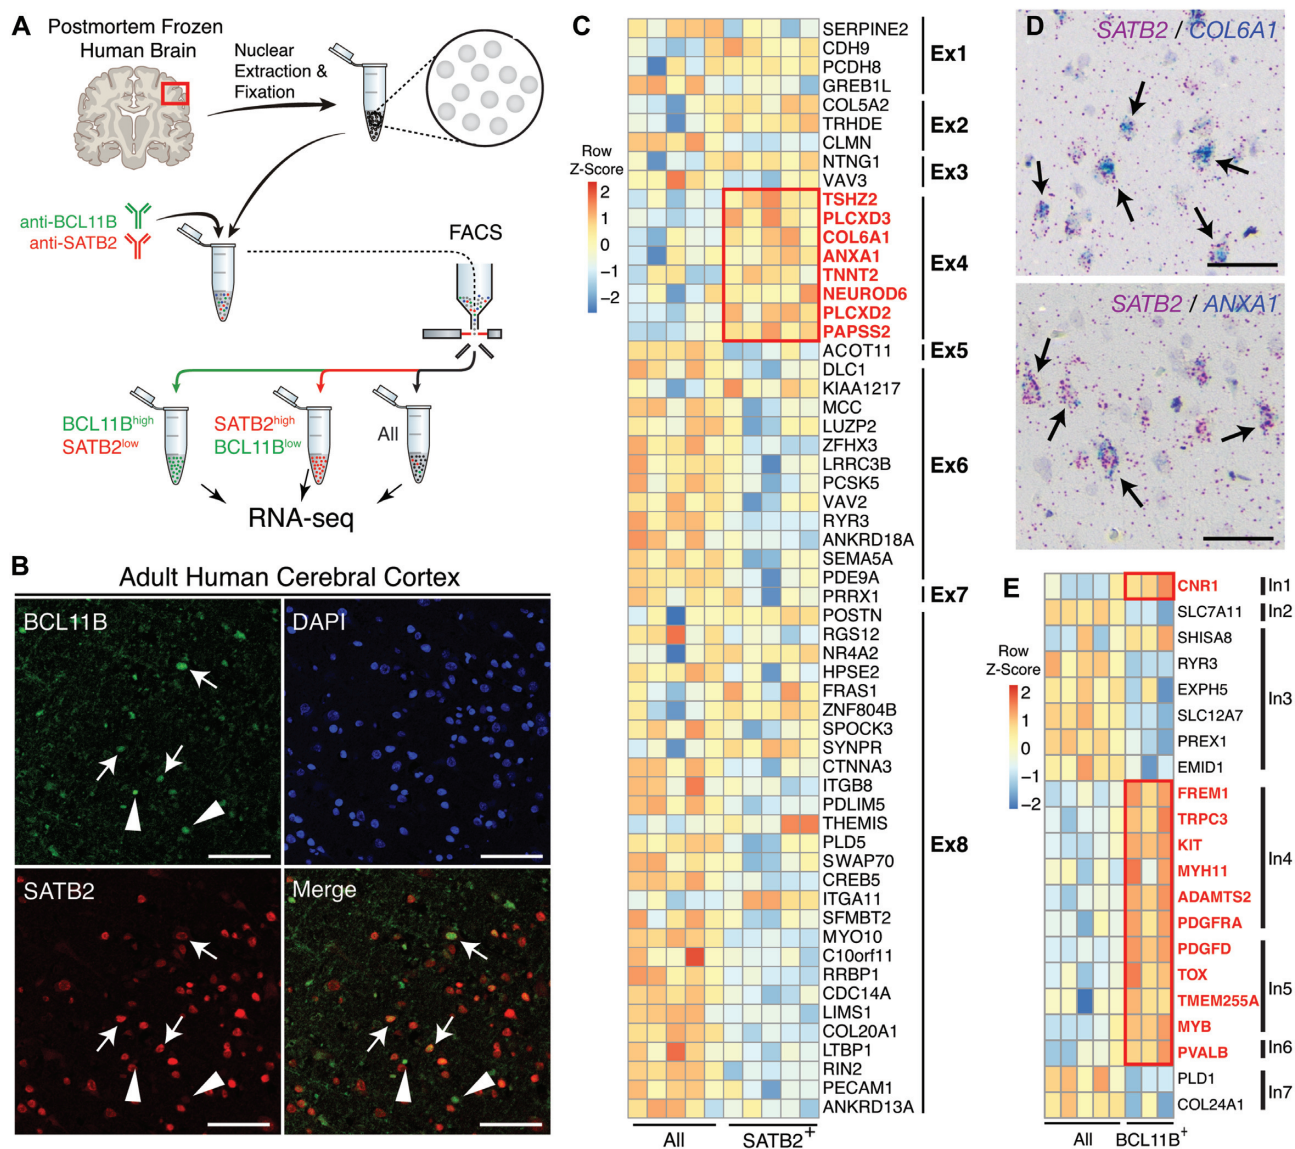 A
Postmortem Frozen
Human Brain
Nuclear
Extraction &
Fixation
anti-BCL11B
anti-SATB2
FACS
BCL11Bhigh
SATB2low
SATB2high
BCL11Blow
All
RNA-seq
B
Adult Human Cerebral Cortex
BCL11B
DAPI
SATB2
Merge
C
Row
Z-Score
2
1
0
−1
−2
SERPINE2
CDH9
PCDH8
GREB1L
COL5A2
TRHDE
CLMN
NTNG1
VAV3
TSHZ2
PLCXD3
COL6A1
ANXA1
TNNT2
NEUROD6
PLCXD2
PAPSS2
ACOT11
DLC1
KIAA1217
MCC
LUZP2
ZFHX3
LRRC3B
PCSK5
VAV2
RYR3
ANKRD18A
SEMA5A
PDE9A
PRRX1
POSTN
RGS12
NR4A2
HPSE2
FRAS1
ZNF804B
SPOCK3
SYNPR
CTNNA3
ITGB8
PDLIM5
THEMIS
PLD5
SWAP70
CREB5
ITGA11
SFMBT2
MYO10
C10orf11
RRBP1
CDC14A
LIMS1
COL20A1
LTBP1
RIN2
PECAM1
ANKRD13A
Ex1
Ex2
Ex3
Ex4
Ex5
Ex6
Ex7
Ex8
All
SATB2+
D
SATB2 / COL6A1
SATB2 / ANXA1
E
Row
Z-Score
2
1
0
−1
−2
CNR1
SLC7A11
SHISA8
RYR3
EXPH5
SLC12A7
PREX1
EMID1
FREM1
TRPC3
KIT
MYH11
ADAMTS2
PDGFRA
PDGFD
TOX
TMEM255A
MYB
PVALB
PLD1
COL24A1
In1
In2
In3
In4
In5
In6
In7
All
BCL11B+